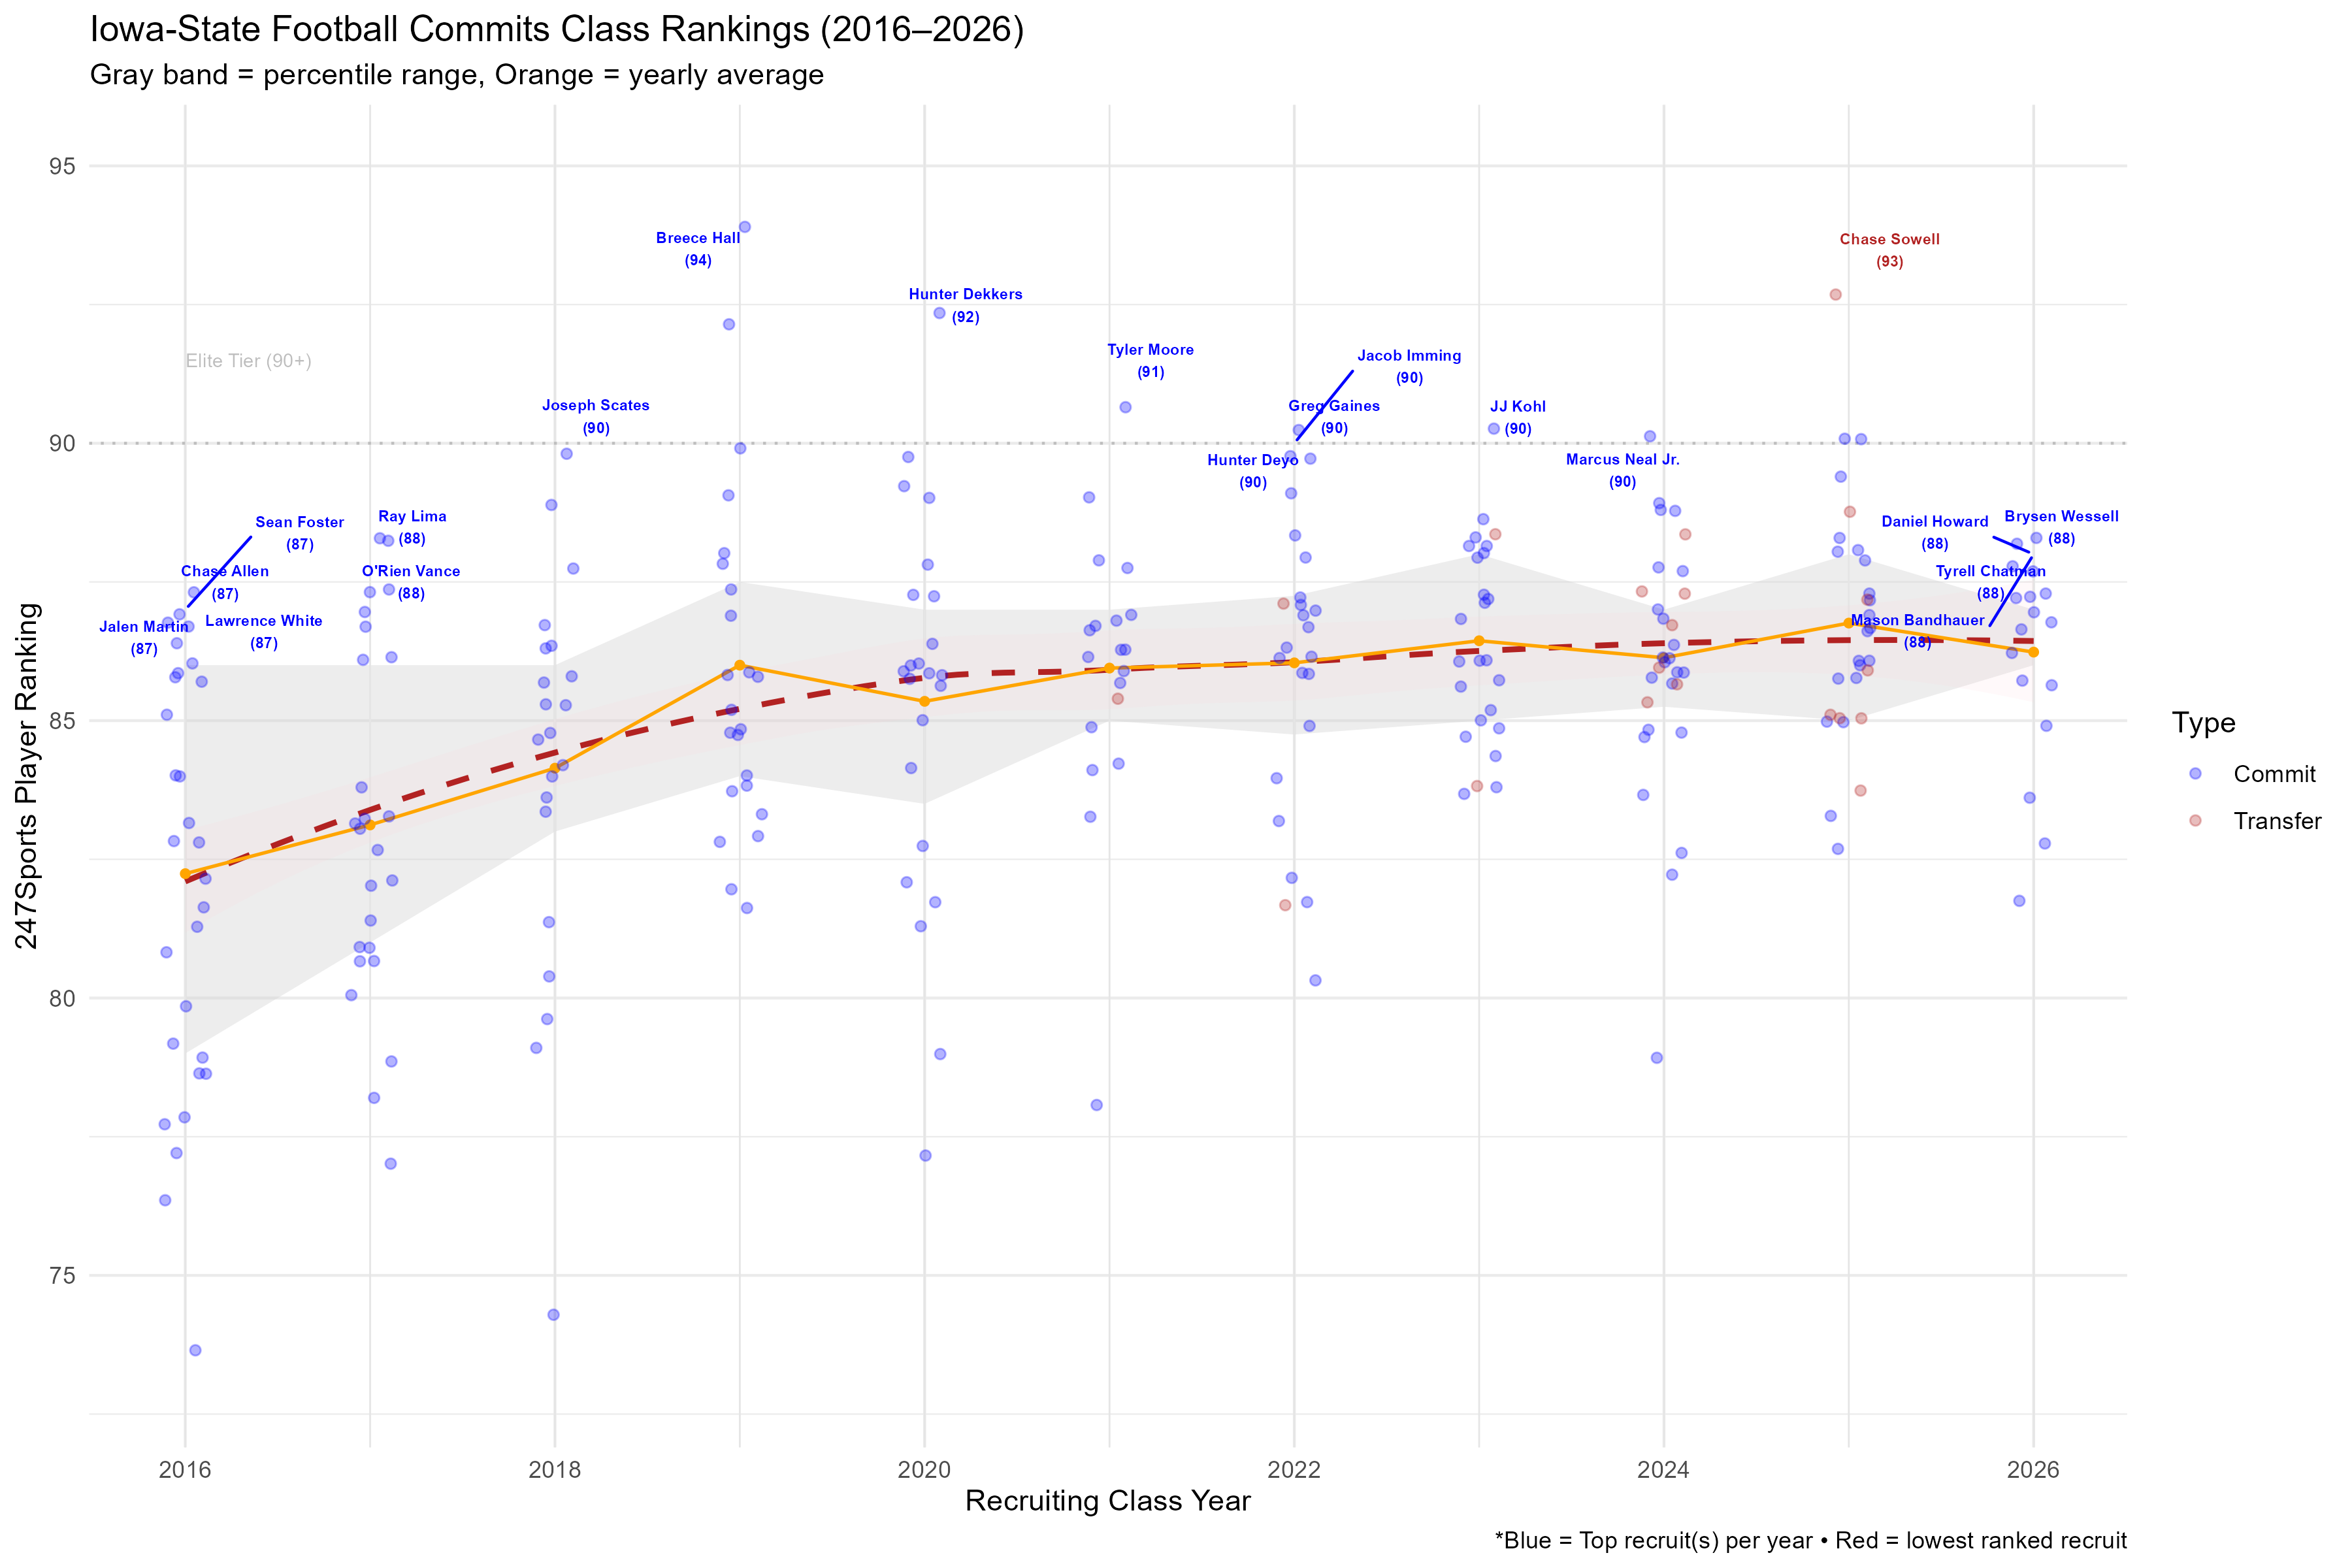 Iowa-State Football Commits Class Rankings (2016–2026)
Gray band = percentile range, Orange = yearly average
247Sports Player Ranking
95
90
85
80
75
Elite Tier (90+)
Breece Hall
(94)
Chase Sowell
(93)
Hunter Dekkers
(92)
Tyler Moore
(91)
Jacob Imming
(90)
Joseph Scates
(90)
Greg Gaines
(90)
JJ Kohl
(90)
Hunter Deyo
(90)
Marcus Neal Jr.
(90)
Sean Foster
(87)
Ray Lima
(88)
Daniel Howard
(88)
Brysen Wessell
(88)
Chase Allen
(87)
O'Rien Vance
(88)
Tyrell Chatman
(88)
Jalen Martin
(87)
Lawrence White
(87)
Mason Bandhauer
(88)
Type
Commit
Transfer
2016
2018
2020
2022
2024
2026
Recruiting Class Year
*Blue = Top recruit(s) per year • Red = lowest ranked recruit